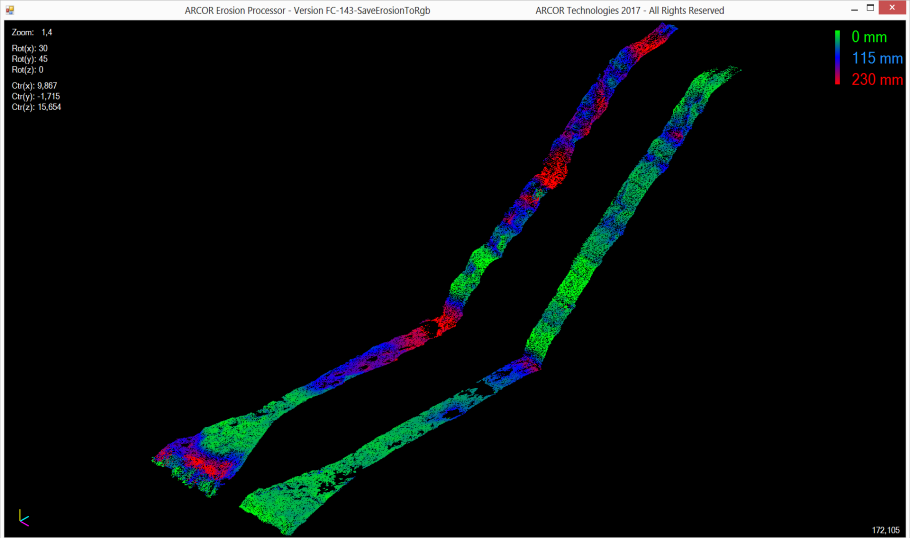 ARCOR Erosion Processor - Version FC-143-SaveErosionToRgb ARCOR Technologies 2017 - All Rights Reserved
Zoom: 1,4
Rot(x): 30
Rot(y): 45
Rot(z): 0
Ctr(x): 9,867
Ctr(y): -1,715
Ctr(z): 15,654
0 mm
115 mm
230 mm
172,105